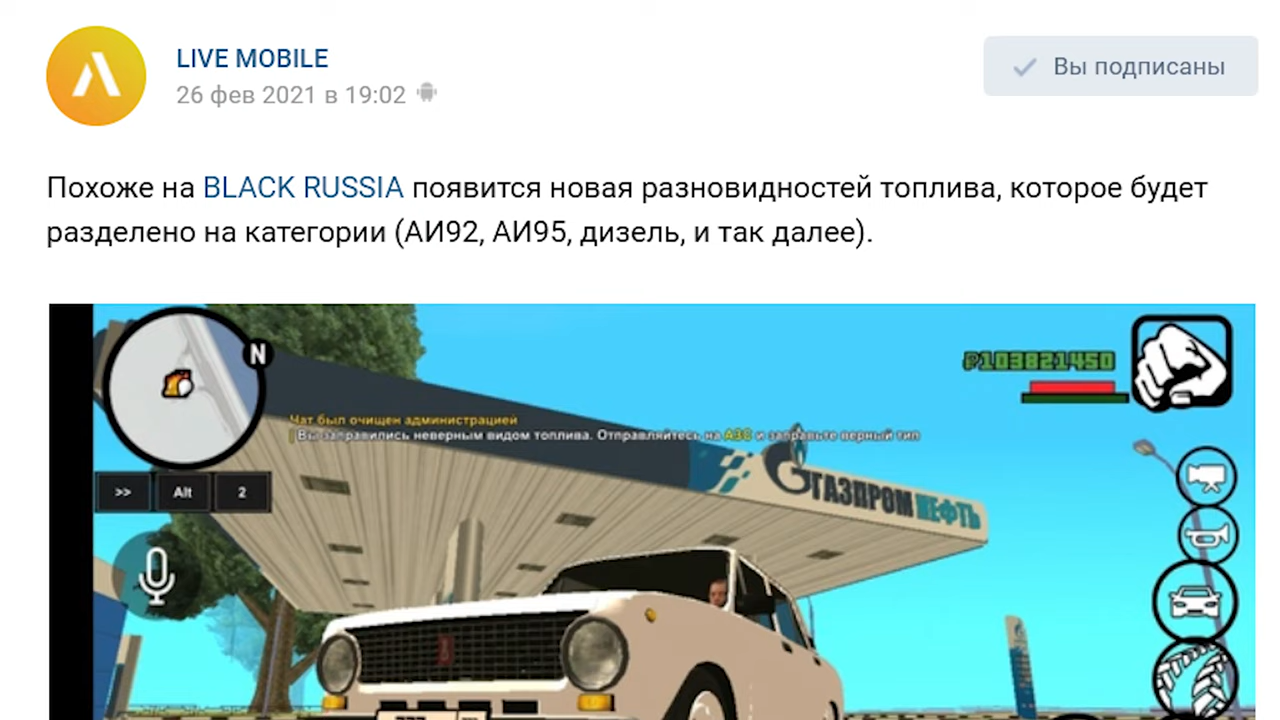 LIVE MOBILE
26 фев 2021 в 19:02
Вы подписаны
Похоже на BLACK RUSSIA появится новая разновидностей топлива, которое будет
разделено на категории (АИ92, АИ95, дизель, и так далее).
N
₽103821450
Чат был очищен администрацией
Вы заправились неверным видом топлива. Отправляйтесь на АЗС и заправьте верный тип
>> Alt 2
ГАЗПРОМ НЕФТЬ